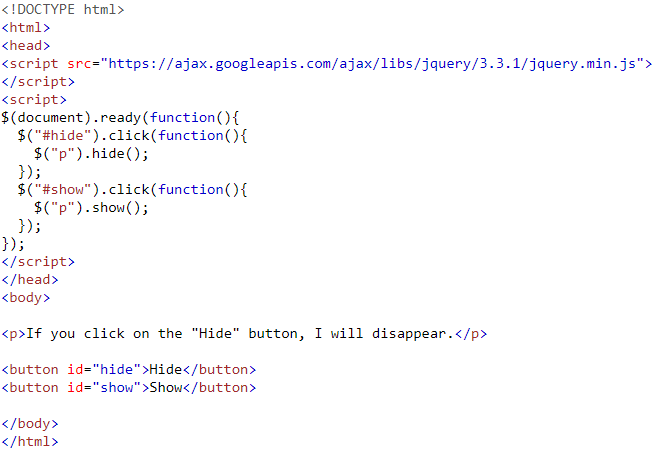 <!DOCTYPE html>
<html>
<head>
<script src="https://ajax.googleapis.com/ajax/libs/jquery/3.3.1/jquery.min.js">
</script>
<script>
$(document).ready(function(){
  $("#hide").click(function(){
    $("p").hide();
  });
  $("#show").click(function(){
    $("p").show();
  });
});
</script>
</head>
<body>

<p>If you click on the "Hide" button, I will disappear.</p>

<button id="hide">Hide</button>
<button id="show">Show</button>

</body>
</html>